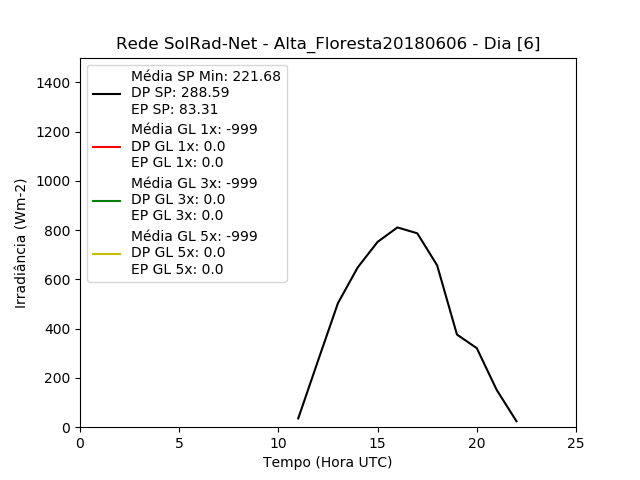 Rede SolRad-Net - Alta_Floresta20180606 - Dia [6]
Média SP Min: 221.68
DP SP: 288.59
EP SP: 83.31
Média GL 1x: -999
DP GL 1x: 0.0
EP GL 1x: 0.0
Média GL 3x: -999
DP GL 3x: 0.0
EP GL 3x: 0.0
Média GL 5x: -999
DP GL 5x: 0.0
EP GL 5x: 0.0
Irradiância (Wm-2)
1400
1200
1000
800
600
400
200
0
0 5 10 15 20 25
Tempo (Hora UTC)